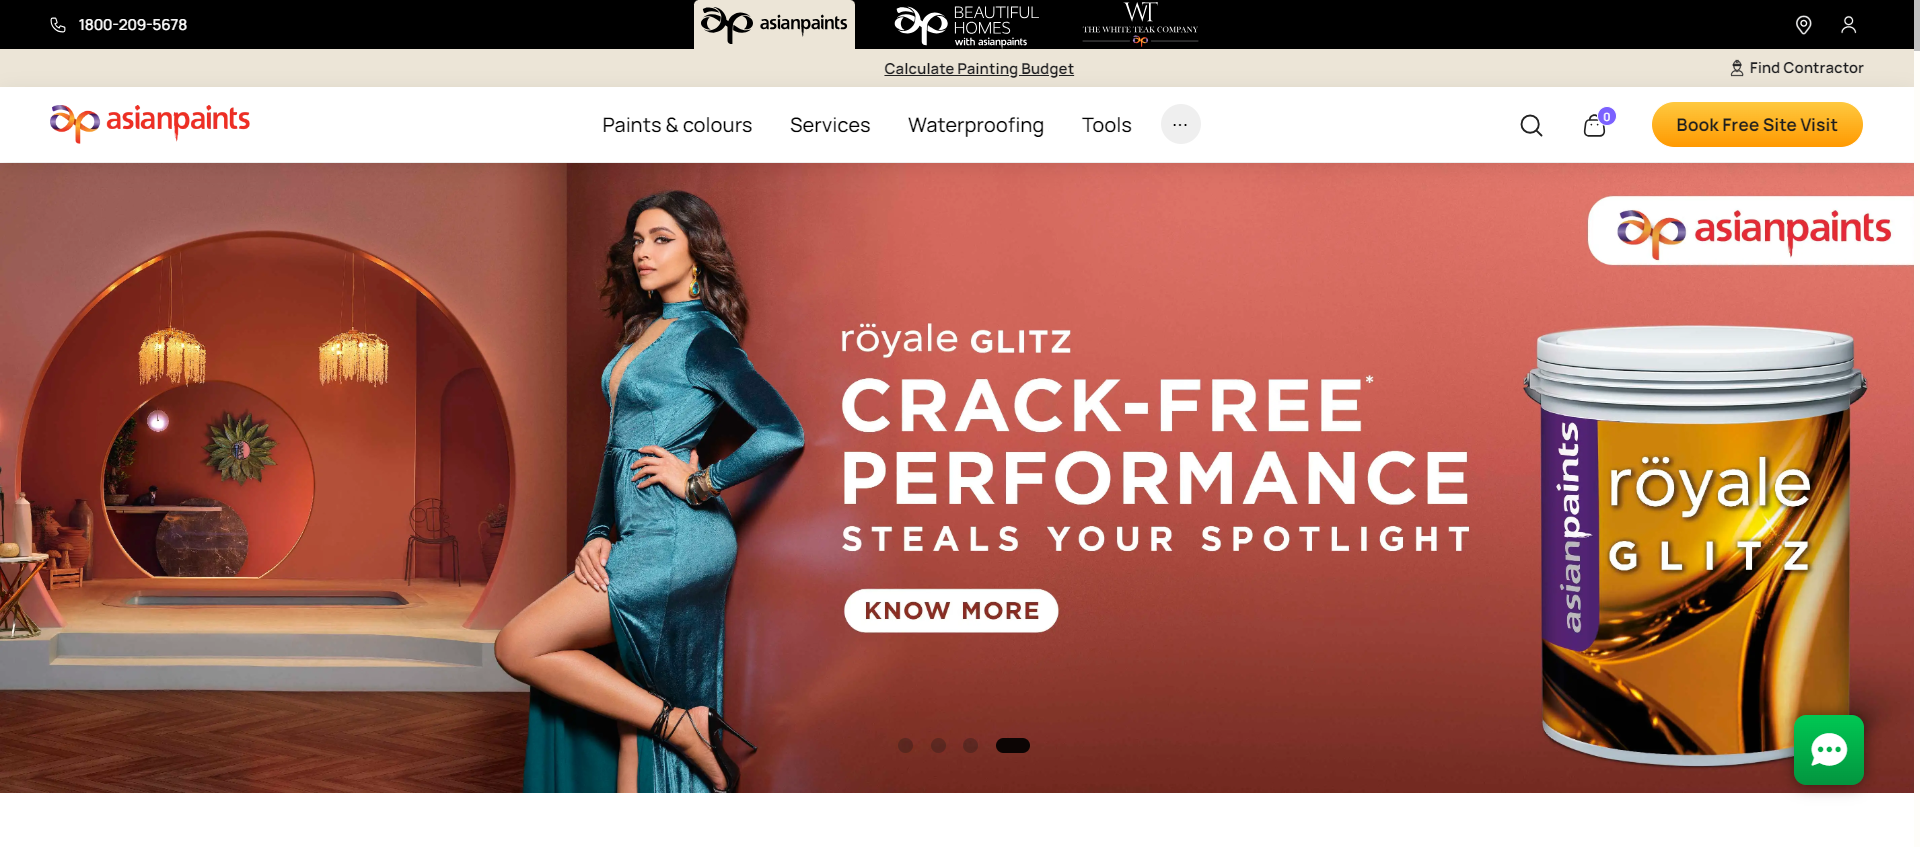 1800-209-5678
asianpaints
BEAUTIFUL
HOMES
with asianpaints
WT
THE WHITE TEAK COMPANY
Calculate Painting Budget
Find Contractor
asianpaints
Paints & colours
Services
Waterproofing
Tools
...
0
Book Free Site Visit
asianpaints
röyale GLITZ
CRACK-FREE*
PERFORMANCE
STEALS YOUR SPOTLIGHT
KNOW MORE
asianpaints
röyale
GLITZ